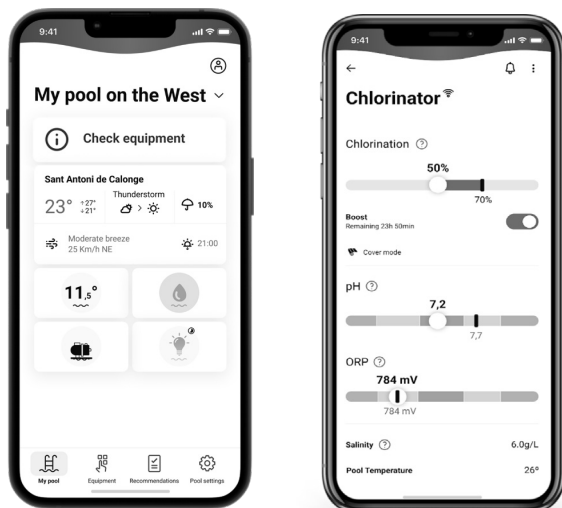 9:41
My pool on the West
Check equipment
Sant Antoni de Calonge
23° +27° +21°
Thunderstorm
10%
Moderate breeze
25 Km/h NE
21:00
11,5°
My pool
Equipment
Recommendations
Pool settings
9:41
Chlorinator
Chlorination ?
50%
70%
Boost
Remaining 23h 50min
Cover mode
pH ?
7,2
7,7
ORP ?
784 mV
784 mV
Salinity ? 6.0g/L
Pool Temperature 26°